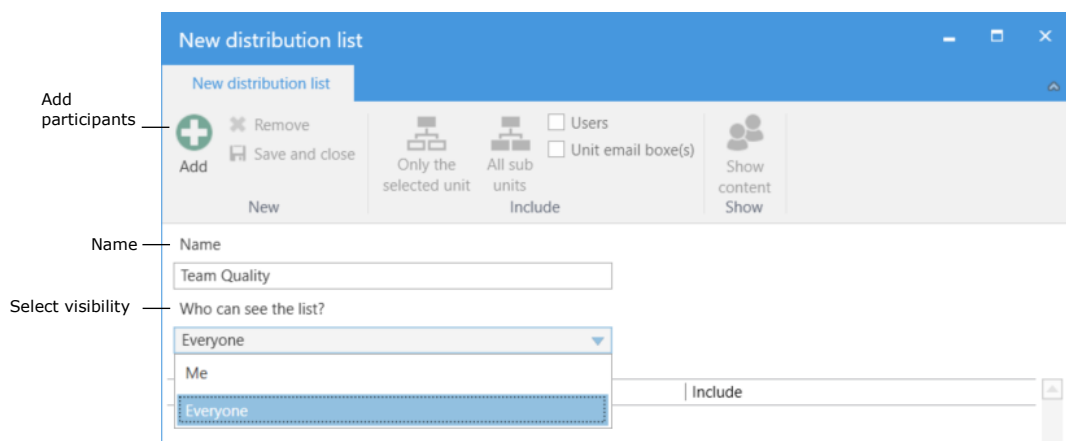 New distribution list
New distribution list
Add
participants
Add
Remove
Save and close
New
Only the
selected unit
All sub
units
Users
Unit email boxe(s)
Include
Show
content
Show
Name
Name
Team Quality
Select visibility
Who can see the list?
Everyone
Me
Everyone
Include